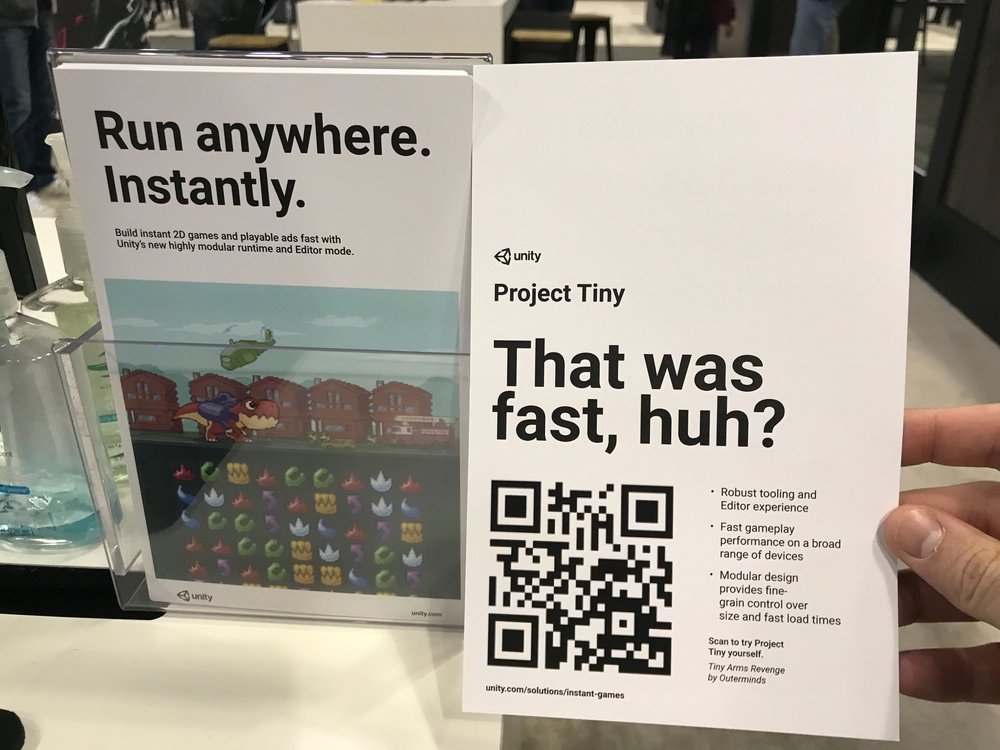 Run anywhere.
Instantly.
Build instant 2D games and playable ads fast with
Unity's new highly modular runtime and Editor mode.
unity
unity.com
unity
Project Tiny
That was
fast, huh?
• Robust tooling and
Editor experience
• Fast gameplay
performance on a broad
range of devices
• Modular design
provides fine-
grain control over
size and fast load times
Scan to try Project
Tiny yourself.
Tiny Arms Revenge
by Outerminds
unity.com/solutions/instant-games